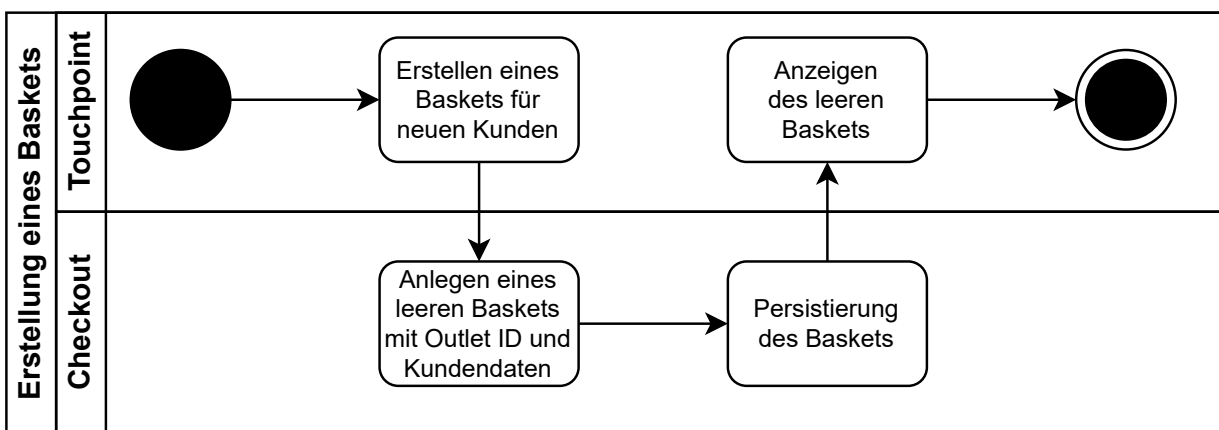 Erstellung eines Baskets
Touchpoint
Erstellen eines
Baskets für
neuen Kunden
Anzeigen
des leeren
Baskets
Checkout
Anlegen eines
leeren Baskets
mit Outlet ID und
Kundendaten
Persistierung
des Baskets